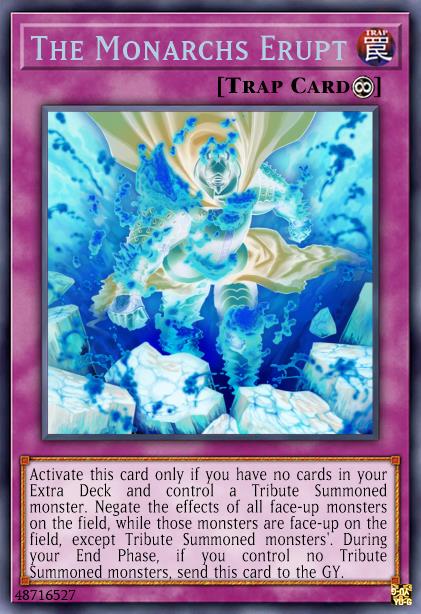 The Monarchs Erupt
TRAP
罠
[Trap Card]
Activate this card only if you have no cards in your
Extra Deck and control a Tribute Summoned
monster. Negate the effects of all face-up monsters
on the field, while those monsters are face-up on the
field, except Tribute Summoned monsters'. During
your End Phase, if you control no Tribute
Summoned monsters, send this card to the GY.
48716527